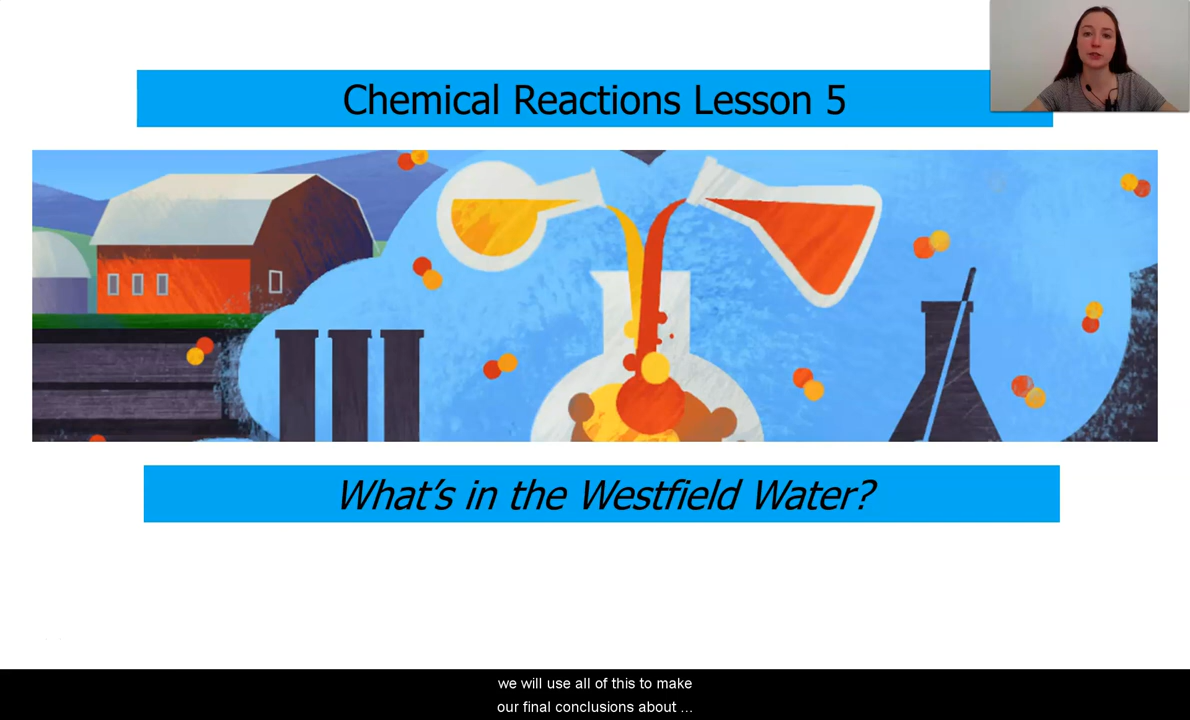 Chemical Reactions Lesson 5
What's in the Westfield Water?
we will use all of this to make
our final conclusions about ...